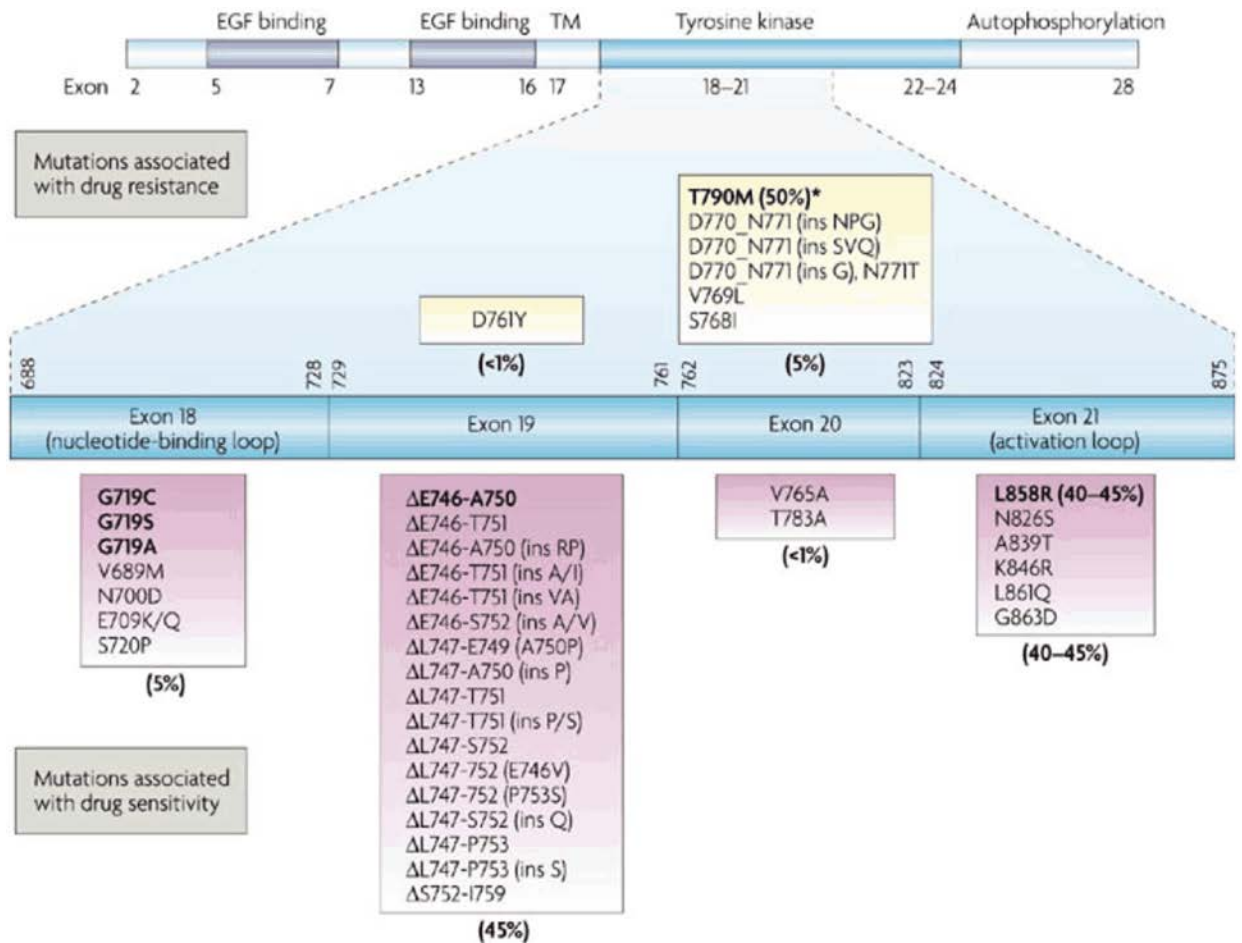 EGF binding EGF binding TM Tyrosine kinase Autophosphorylation
Exon 2 5 7 13 16 17 18–21 22–24 28
Mutations associated
with drug resistance
T790M (50%)*
D770_N771 (ins NPG)
D770_N771 (ins SVQ)
D770_N771 (ins G), N771T
V769L
S768I
(5%)
D761Y
(<1%)
688 728 729 761 762 823 824 875
Exon 18
(nucleotide-binding loop)
Exon 19
Exon 20
Exon 21
(activation loop)
G719C
G719S
G719A
V689M
N700D
E709K/Q
S720P
(5%)
ΔE746-A750
ΔE746-T751
ΔE746-A750 (ins RP)
ΔE746-T751 (ins A/I)
ΔE746-T751 (ins VA)
ΔE746-S752 (ins A/V)
ΔL747-E749 (A750P)
ΔL747-A750 (ins P)
ΔL747-T751
ΔL747-T751 (ins P/S)
ΔL747-S752
ΔL747-752 (E746V)
ΔL747-752 (P753S)
ΔL747-S752 (ins Q)
ΔL747-P753
ΔL747-P753 (ins S)
ΔS752-I759
(45%)
V765A
T783A
(<1%)
L858R (40–45%)
N826S
A839T
K846R
L861Q
G863D
(40–45%)
Mutations associated
with drug sensitivity